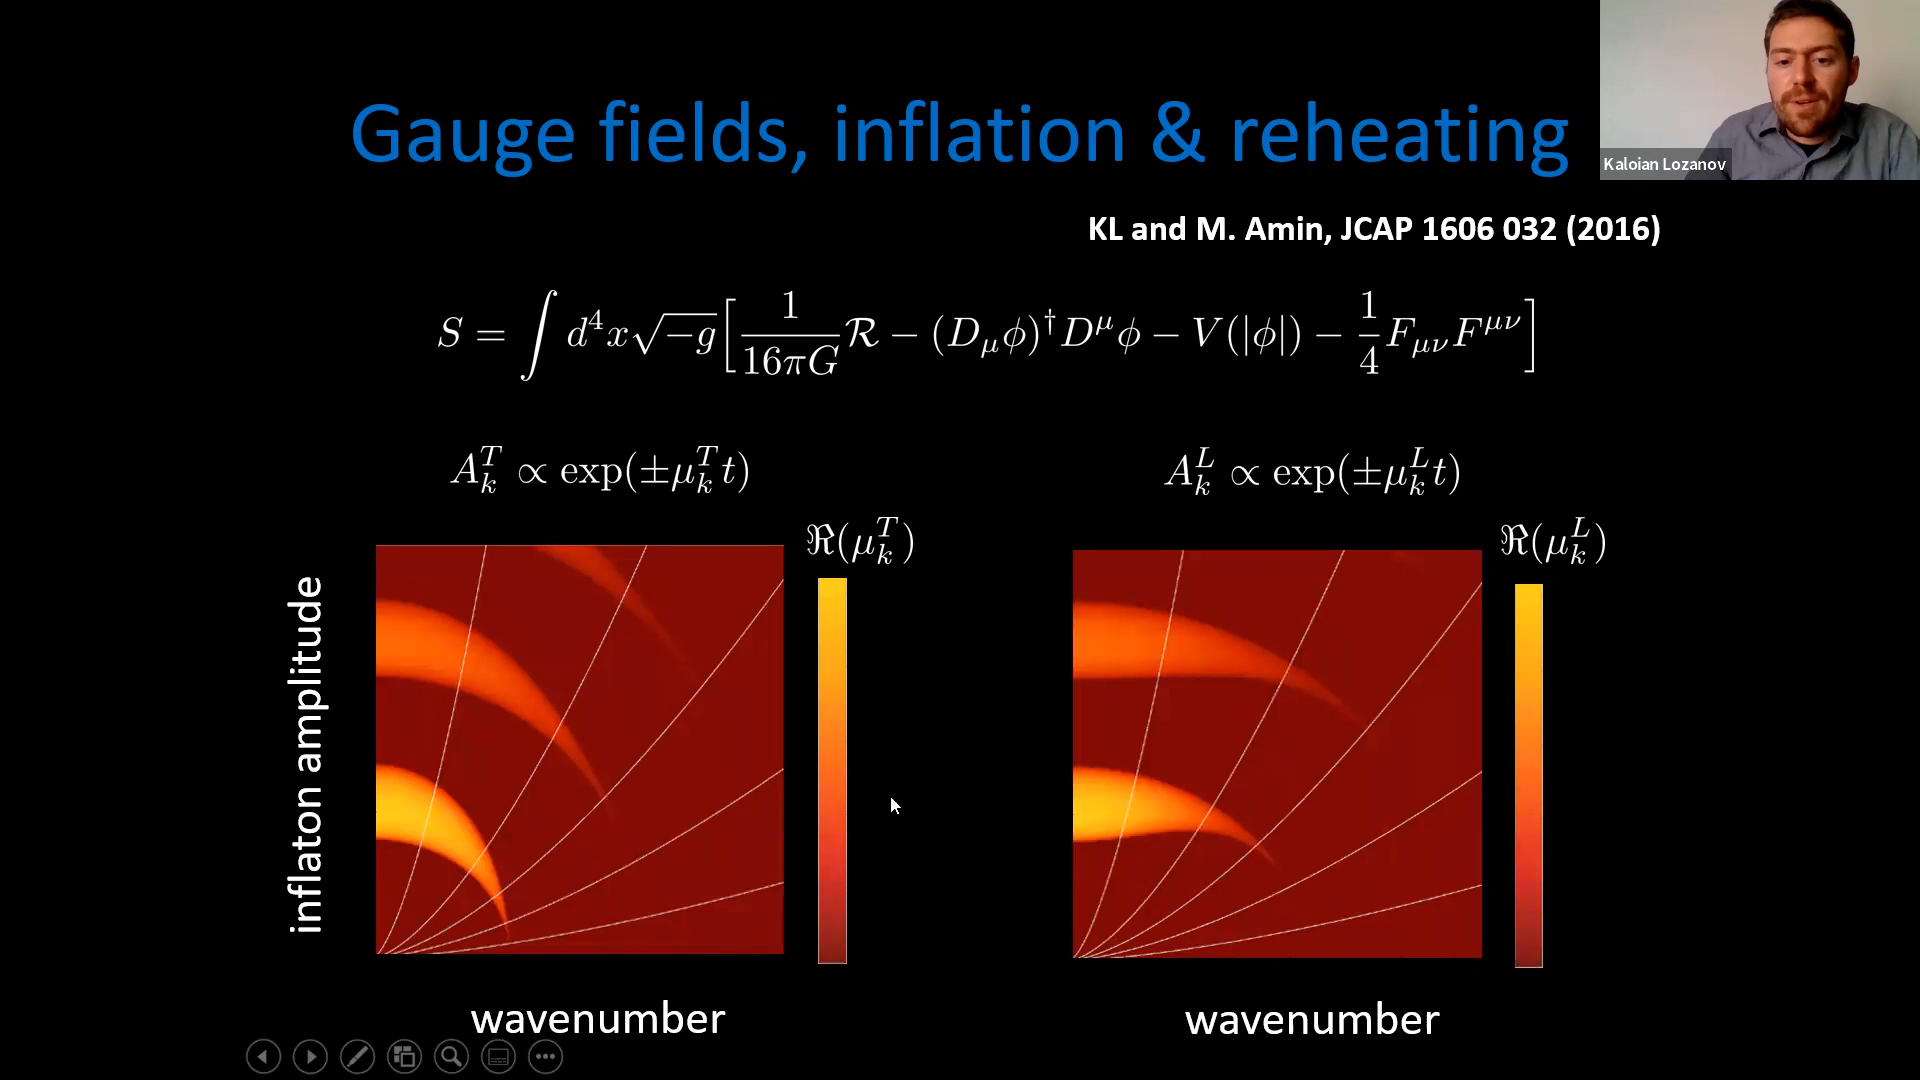 Gauge fields, inflation & reheating
Kaloian Lozanov
KL and M. Amin, JCAP 1606 032 (2016)
S = ∫ d⁴x√−g [ 1/16πG ℛ − (D_μϕ)†D^μϕ − V(|ϕ|) − 1/4 F_μνF^μν ]
A_k^T ∝ exp(±μ_k^T t)
A_k^L ∝ exp(±μ_k^L t)
ℜ(μ_k^T)
ℜ(μ_k^L)
inflaton amplitude
wavenumber
wavenumber